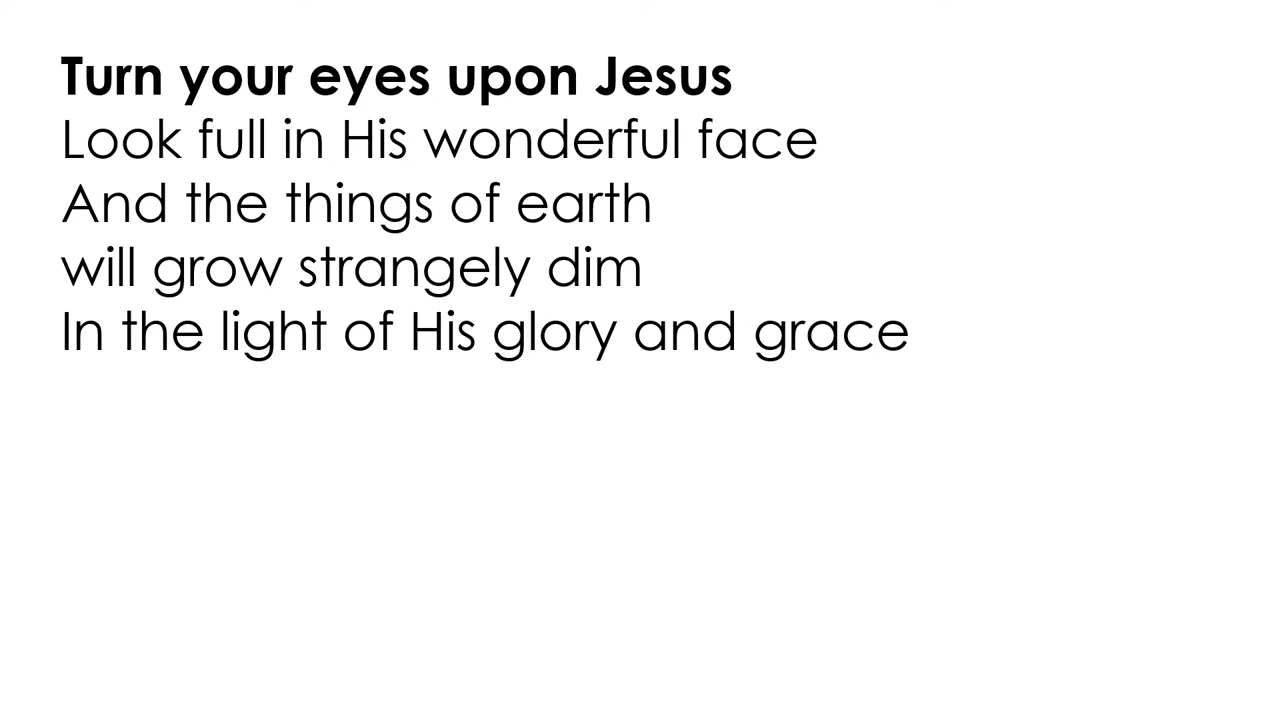 Turn your eyes upon Jesus
Look full in His wonderful face
And the things of earth
will grow strangely dim
In the light of His glory and grace